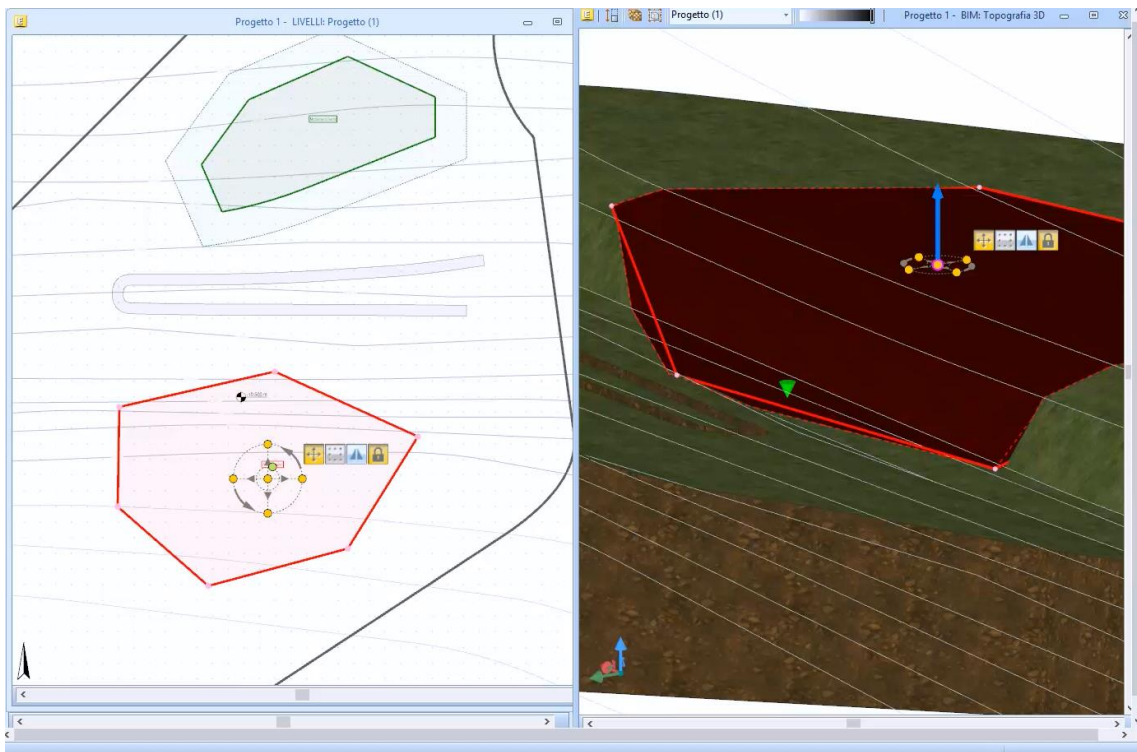 Progetto 1 - LIVELLI: Progetto (1)
Progetto (1)
Progetto 1 - BIM: Topografia 3D